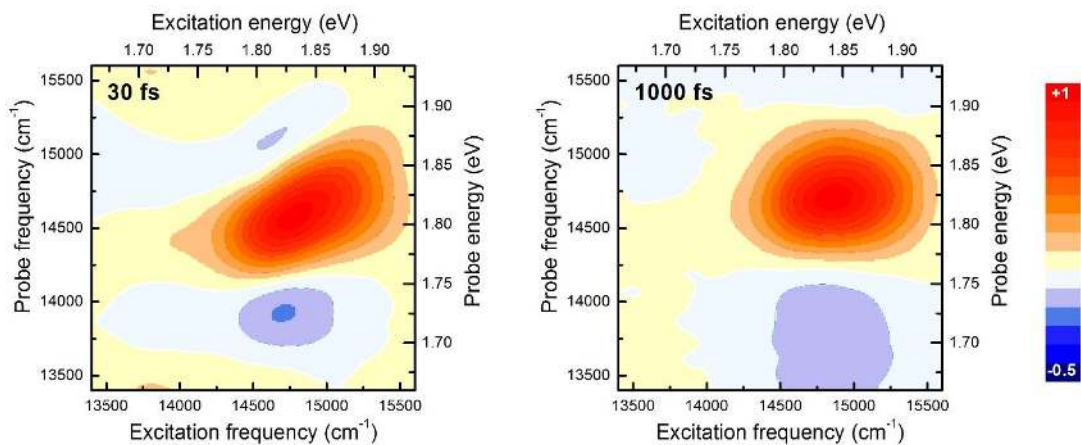 Excitation energy (eV)
1.70 1.75 1.80 1.85 1.90
15500
15000
14500
14000
13500
Probe frequency (cm⁻¹)
30 fs
1.90
1.85
1.80
1.75
1.70
Probe energy (eV)
13500 14000 14500 15000 15500
Excitation frequency (cm⁻¹)
Excitation energy (eV)
1.70 1.75 1.80 1.85 1.90
15500
15000
14500
14000
13500
Probe frequency (cm⁻¹)
1000 fs
1.90
1.85
1.80
1.75
1.70
Probe energy (eV)
13500 14000 14500 15000 15500
Excitation frequency (cm⁻¹)
+1
-0.5